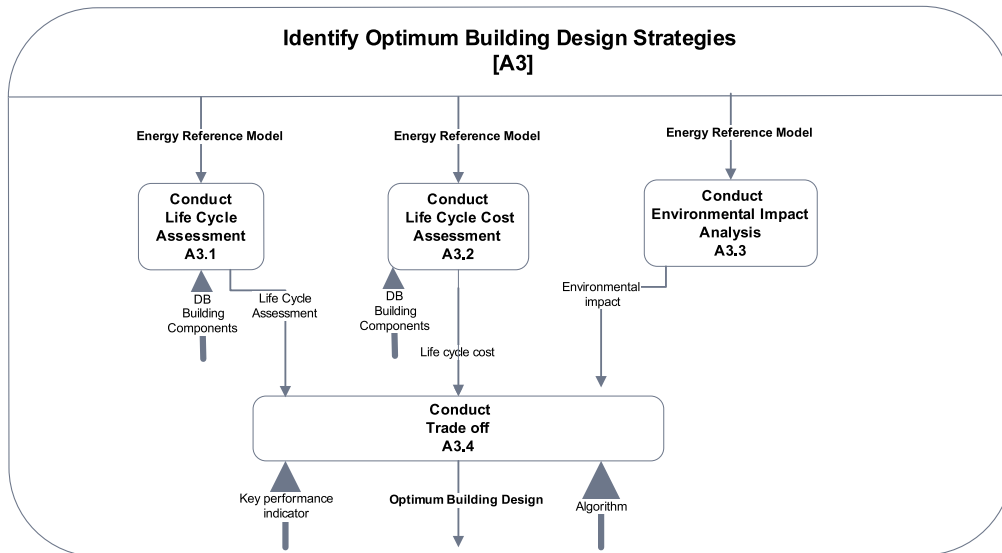 Identify Optimum Building Design Strategies
[A3]
Energy Reference Model
Energy Reference Model
Energy Reference Model
Conduct
Life Cycle
Assessment
A3.1
Conduct
Life Cycle Cost
Assessment
A3.2
Conduct
Environmental Impact
Analysis
A3.3
DB
Building
Components
Life Cycle
Assessment
DB
Building
Components
Life cycle cost
Environmental
impact
Conduct
Trade off
A3.4
Key performance
indicator
Optimum Building Design
Algorithm